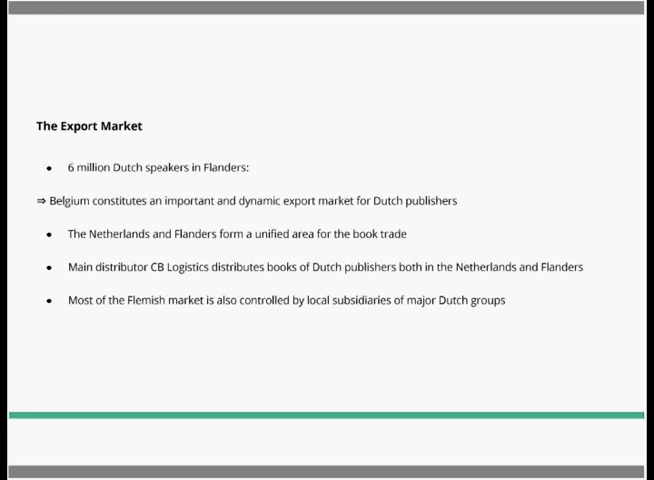 The Export Market
• 6 million Dutch speakers in Flanders:
⇒ Belgium constitutes an important and dynamic export market for Dutch publishers
• The Netherlands and Flanders form a unified area for the book trade
• Main distributor CB Logistics distributes books of Dutch publishers both in the Netherlands and Flanders
• Most of the Flemish market is also controlled by local subsidiaries of major Dutch groups